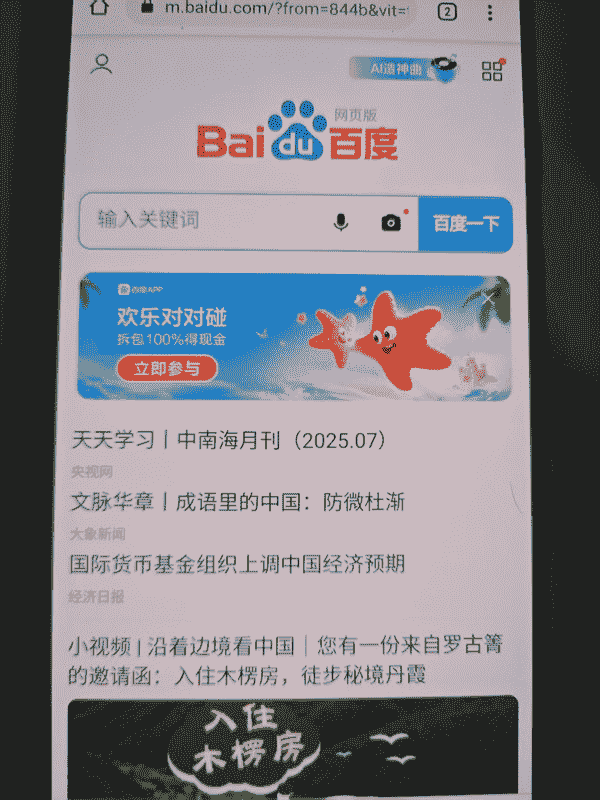 m.baidu.com/?from=844b&vit=
2
AI谱神曲
网页版
Bai du 百度
输入关键词
百度一下
百度APP
欢乐对对碰
拆包100%得现金
立即参与
天天学习丨中南海月刊（2025.07）
央视网
文脉华章丨成语里的中国：防微杜渐
大象新闻
国际货币基金组织上调中国经济预期
经济日报
小视频 | 沿着边境看中国｜您有一份来自罗古箐
的邀请函：入住木楞房，徒步秘境丹霞
入住
木楞房